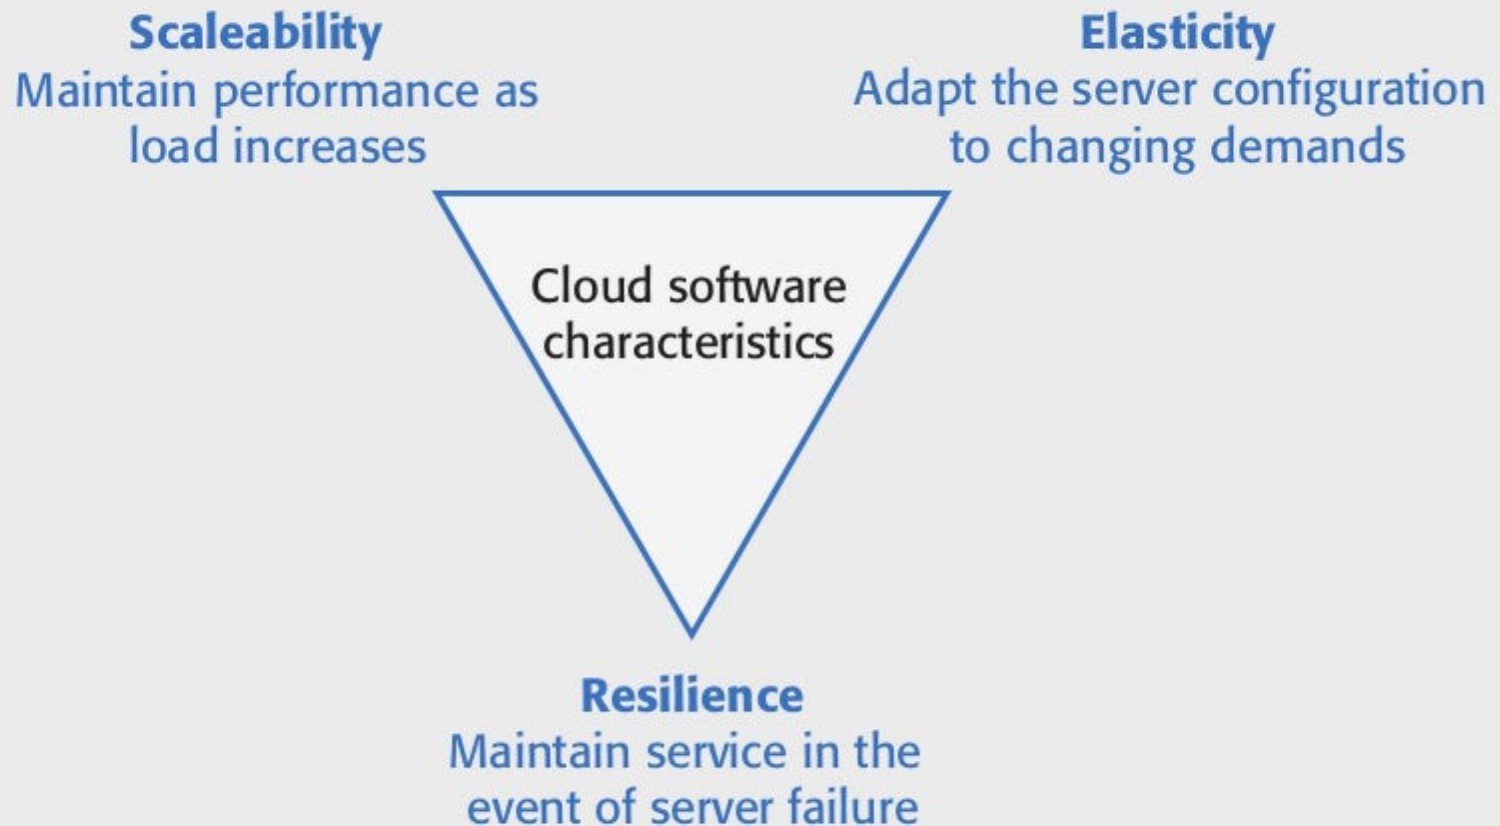 Scaleability
Maintain performance as
load increases
Elasticity
Adapt the server configuration
to changing demands
Cloud software
characteristics
Resilience
Maintain service in the
event of server failure